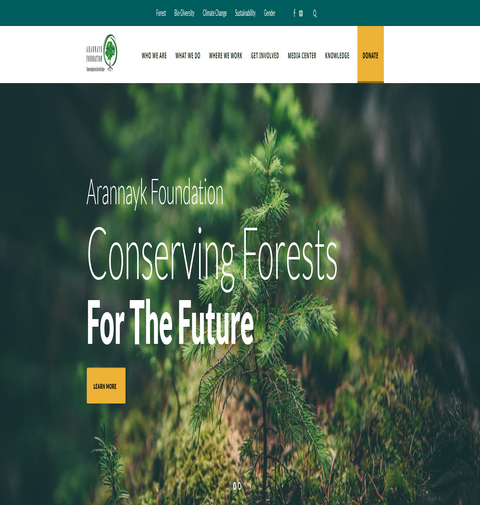 Forest Bio-Diversity Climate Change Sustainability Gender
ARANNAYK
FOUNDATION
WHO WE ARE WHAT WE DO WHERE WE WORK GET INVOLVED MEDIA CENTER KNOWLEDGE DONATE
Arannayk Foundation
Conserving Forests
For The Future
LEARN MORE